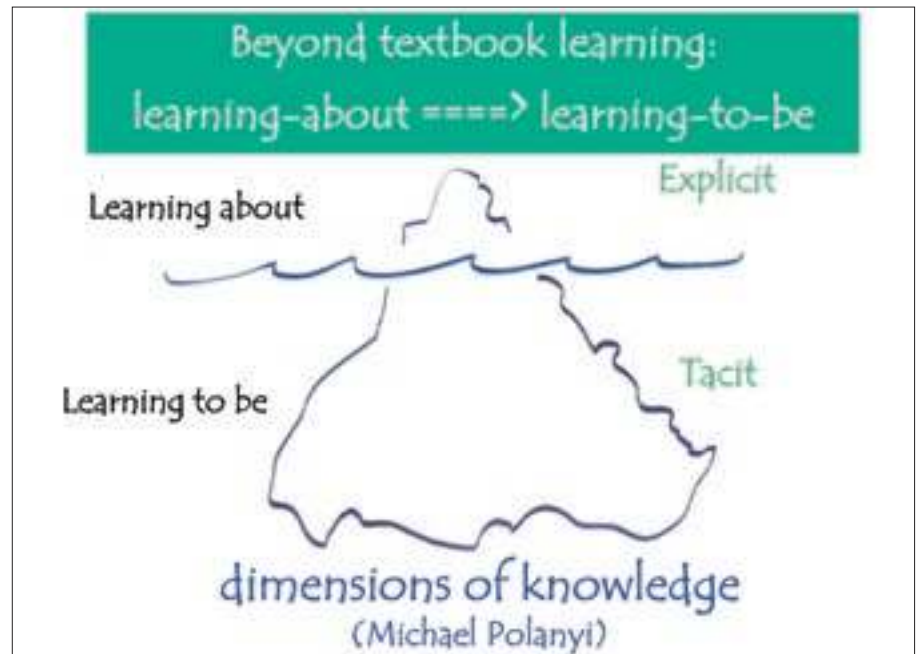 Beyond textbook learning:
learning-about ====> learning-to-be
Explicit
Learning about
Tacit
Learning to be
dimensions of knowledge
(Michael Polanyi)